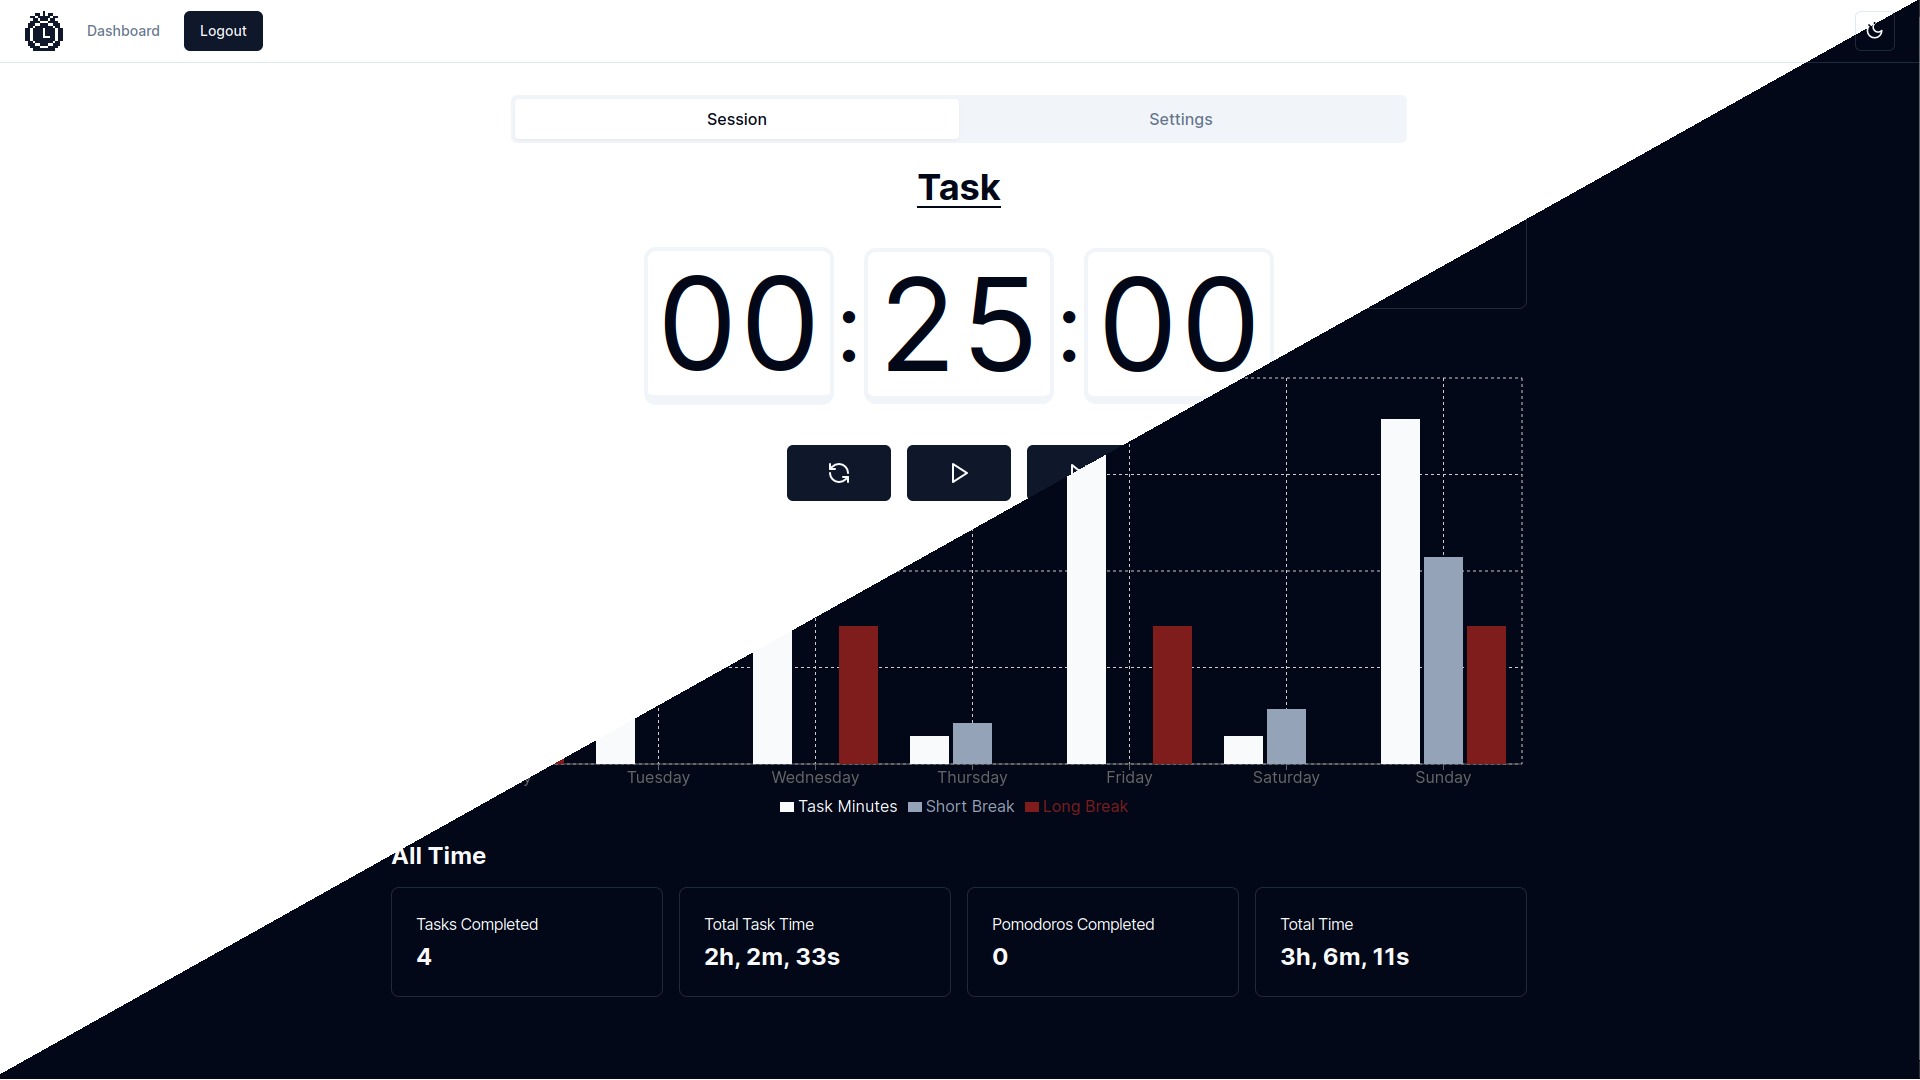 Dashboard
Logout
Session
Settings
Task
00:25:00
Tuesday
Wednesday
Thursday
Friday
Saturday
Sunday
Task Minutes
Short Break
Long Break
All Time
Tasks Completed
4
Total Task Time
2h, 2m, 33s
Pomodoros Completed
0
Total Time
3h, 6m, 11s